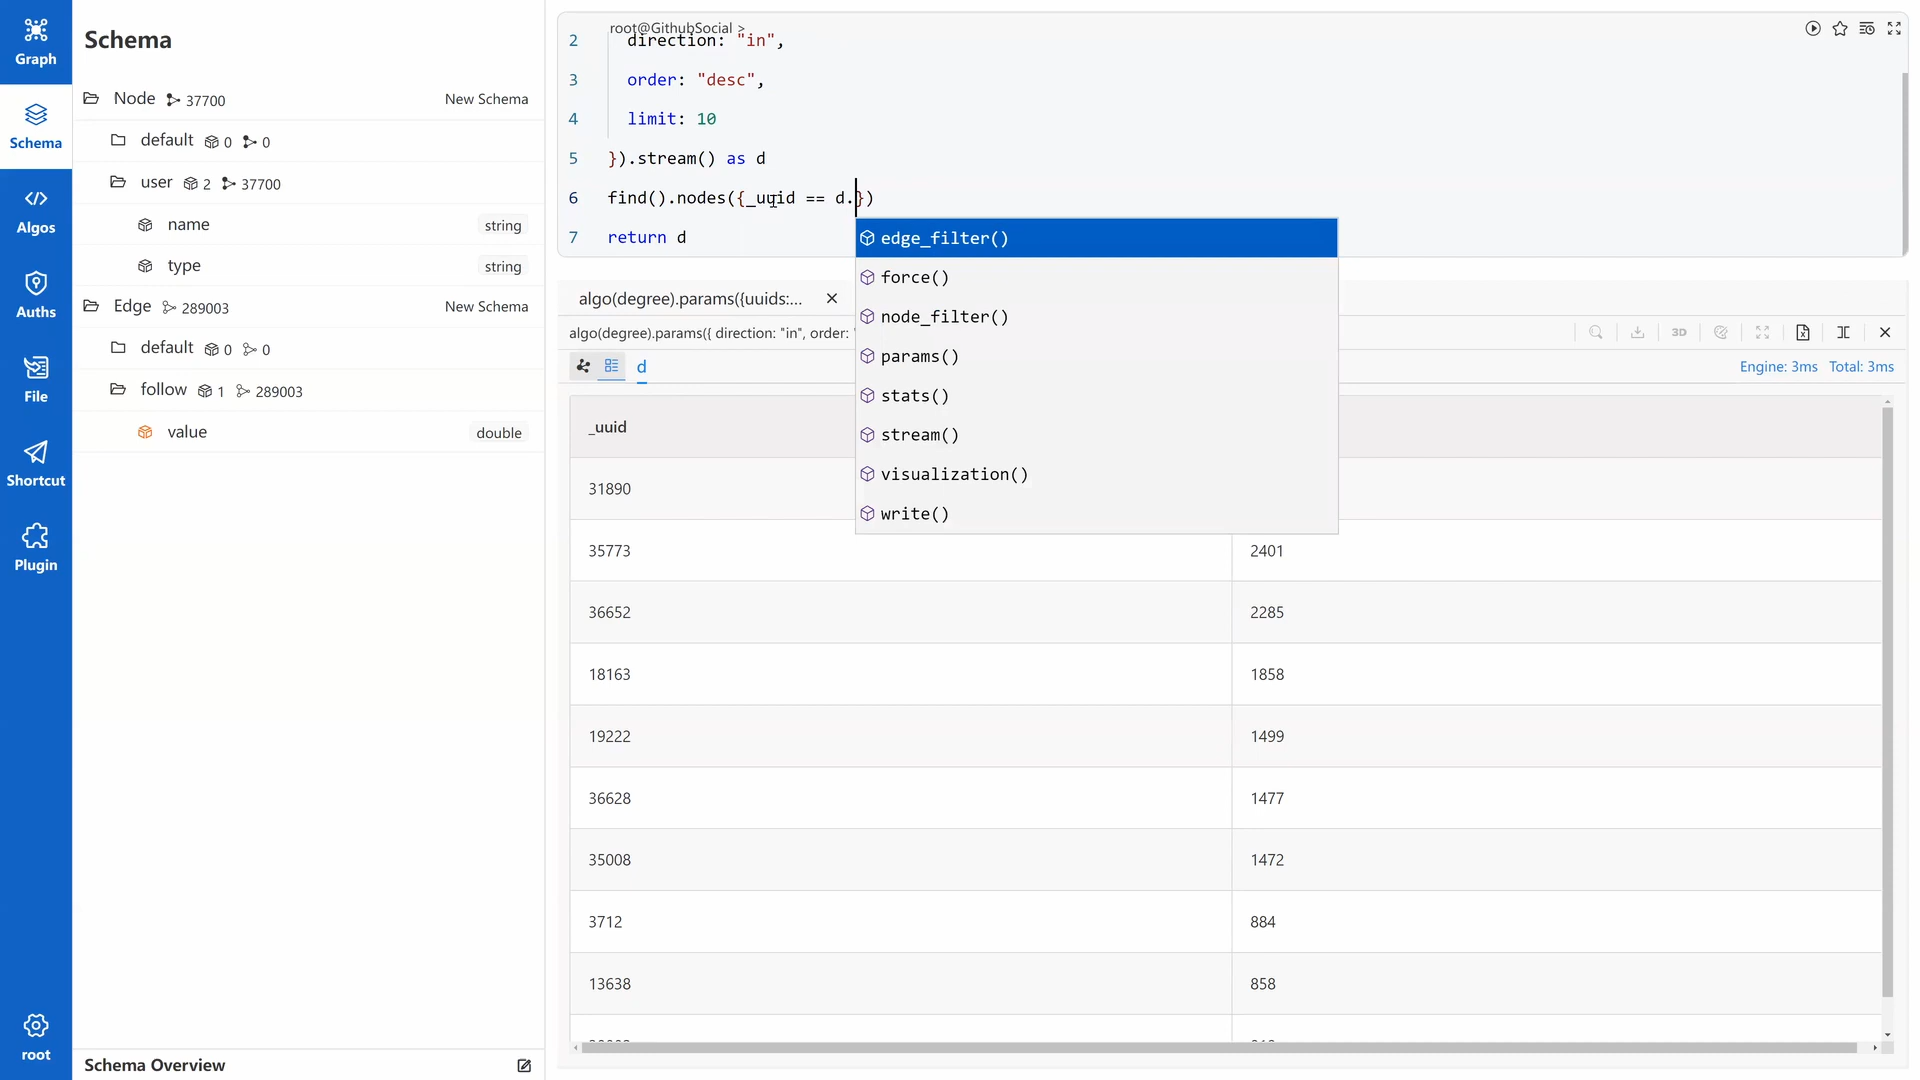 Graph
Schema
Algos
Auths
File
Shortcut
Plugin
root
Schema
Node 37700 New Schema
default 0 0
user 2 37700
name string
type string
Edge 289003 New Schema
default 0 0
follow 1 289003
value double
Schema Overview
root@GithubSocial >
2 direction: "in",
3 order: "desc",
4 limit: 10
5 }).stream() as d
6 find().nodes({_uuid == d.})
7 return d
edge_filter()
force()
node_filter()
params()
stats()
stream()
visualization()
write()
algo(degree).params({uuids:...
algo(degree).params({ direction: "in", order:
3D
d
Engine: 3ms Total: 3ms
_uuid
31890
35773 2401
36652 2285
18163 1858
19222 1499
36628 1477
35008 1472
3712 884
13638 858